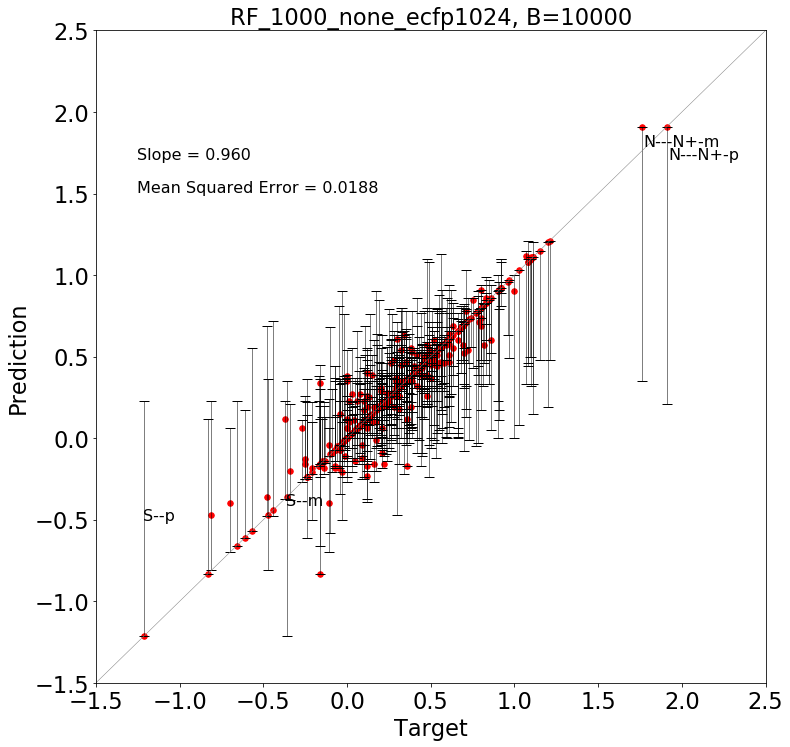 RF_1000_none_ecfp1024, B=10000
2.5
2.0
1.5
1.0
0.5
0.0
−0.5
−1.0
−1.5
Prediction
Slope = 0.960
Mean Squared Error = 0.0188
N---N+-m
N---N+-p
S--m
S--p
−1.5 −1.0 −0.5 0.0 0.5 1.0 1.5 2.0 2.5
Target